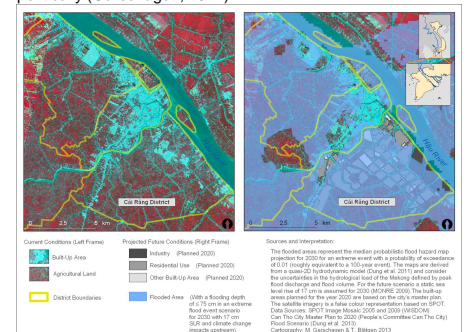 Hậu River
Cái Răng District
0 2.5 5 km
Cái Răng District
0 2.5 5 km
Current Conditions (Left Frame)
Built-Up Area
Agricultural Land
District Boundaries
Projected Future Conditions (Right Frame)
Industry (Planned 2020)
Residential Use (Planned 2020)
Other Built-Up Area (Planned 2020)
Flooded Area
(With a flooding depth
of ≤ 75 cm in an extreme
flood event scenario
for 2030 with 17 cm
SLR and climate change
impacts upstream)
Sources and Interpretation:
The flooded areas represent the median probabilistic flood hazard map
projection for 2030 for an extreme event with a probability of exceedance
of 0.01 (roughly equivalent to a 100-year event). The maps are derived
from a quasi-2D hydrodynamic model (Dung et al. 2011) and consider
the uncertainties in the hydrological load of the Mekong defined by peak
flood discharge and flood volume. For the future scenario a static sea
level rise of 17 cm is assumed for 2030 (MONRE 2009). The built-up
areas planned for the year 2020 are based on the city's master plan.
The satellite imagery is a false colour representation based on SPOT.
Data Sources: SPOT Image Mosaic 2005 and 2009 (WISDOM)
Can Tho City Master Plan to 2020 (People's Committee Can Tho City)
Flood Scenario (Dung et al. 2013)
Cartography: M. Garschagen & T. Blätgen 2013